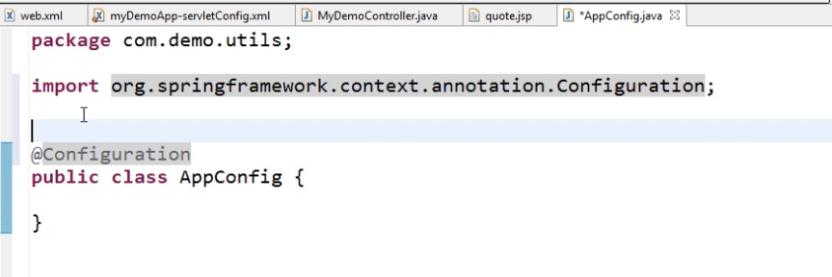 web.xml myDemoApp-servletConfig.xml MyDemoController.java quote.jsp *AppConfig.java
package com.demo.utils;
import org.springframework.context.annotation.Configuration;
@Configuration
public class AppConfig {
}